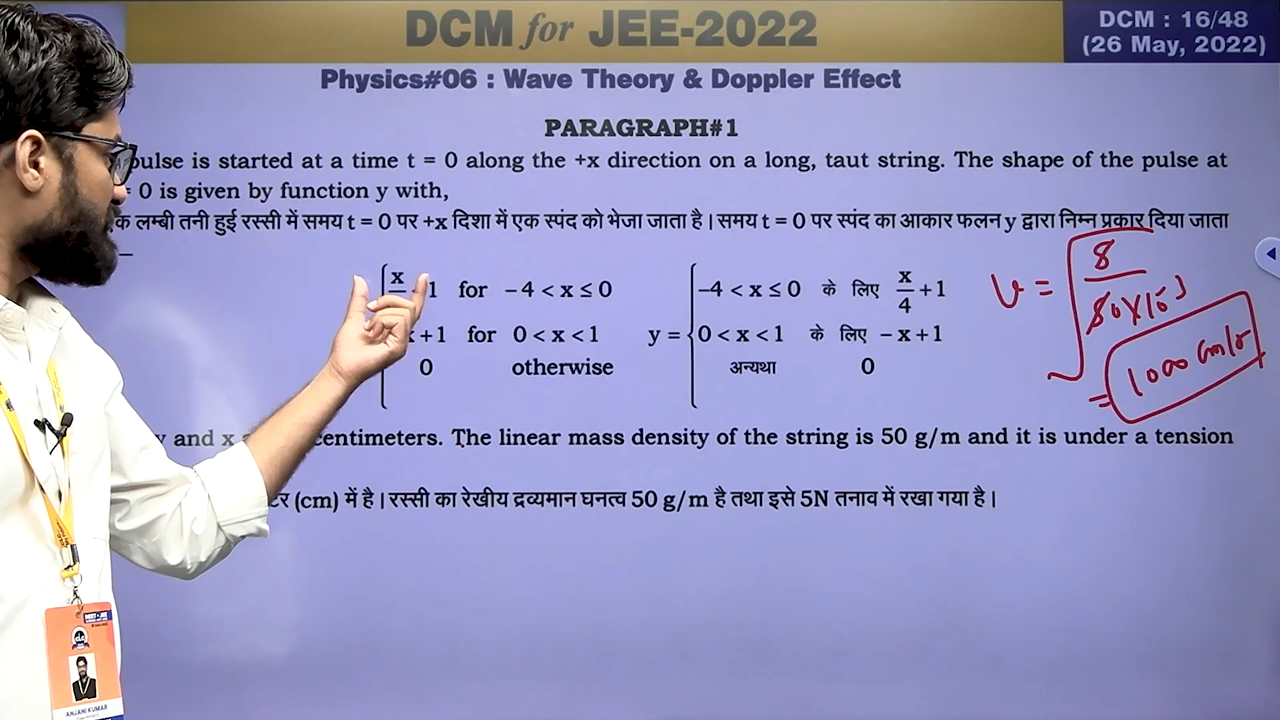 DCM for JEE-2022
DCM : 16/48
(26 May, 2022)
Physics#06 : Wave Theory & Doppler Effect
PARAGRAPH#1
pulse is started at a time t = 0 along the +x direction on a long, taut string. The shape of the pulse at
0 is given by function y with,
लम्बी तनी हुई रस्सी में समय t = 0 पर +x दिशा में एक स्पंद को भेजा जाता है। समय t = 0 पर स्पंद का आकार फलन y द्वारा निम्न प्रकार दिया जाता
x 1 for −4 < x ≤ 0
+1 for 0 < x < 1
0 otherwise
y = −4 < x ≤ 0 के लिए x/4 +1
0 < x < 1 के लिए −x+1
अन्यथा 0
v = √ 8 / 50×10-3
= 1000 cm/s
y and x centimeters. The linear mass density of the string is 50 g/m and it is under a tension
(cm) में है। रस्सी का रेखीय द्रव्यमान घनत्व 50 g/m है तथा इसे 5N तनाव में रखा गया है।
ANJANI KUMAR